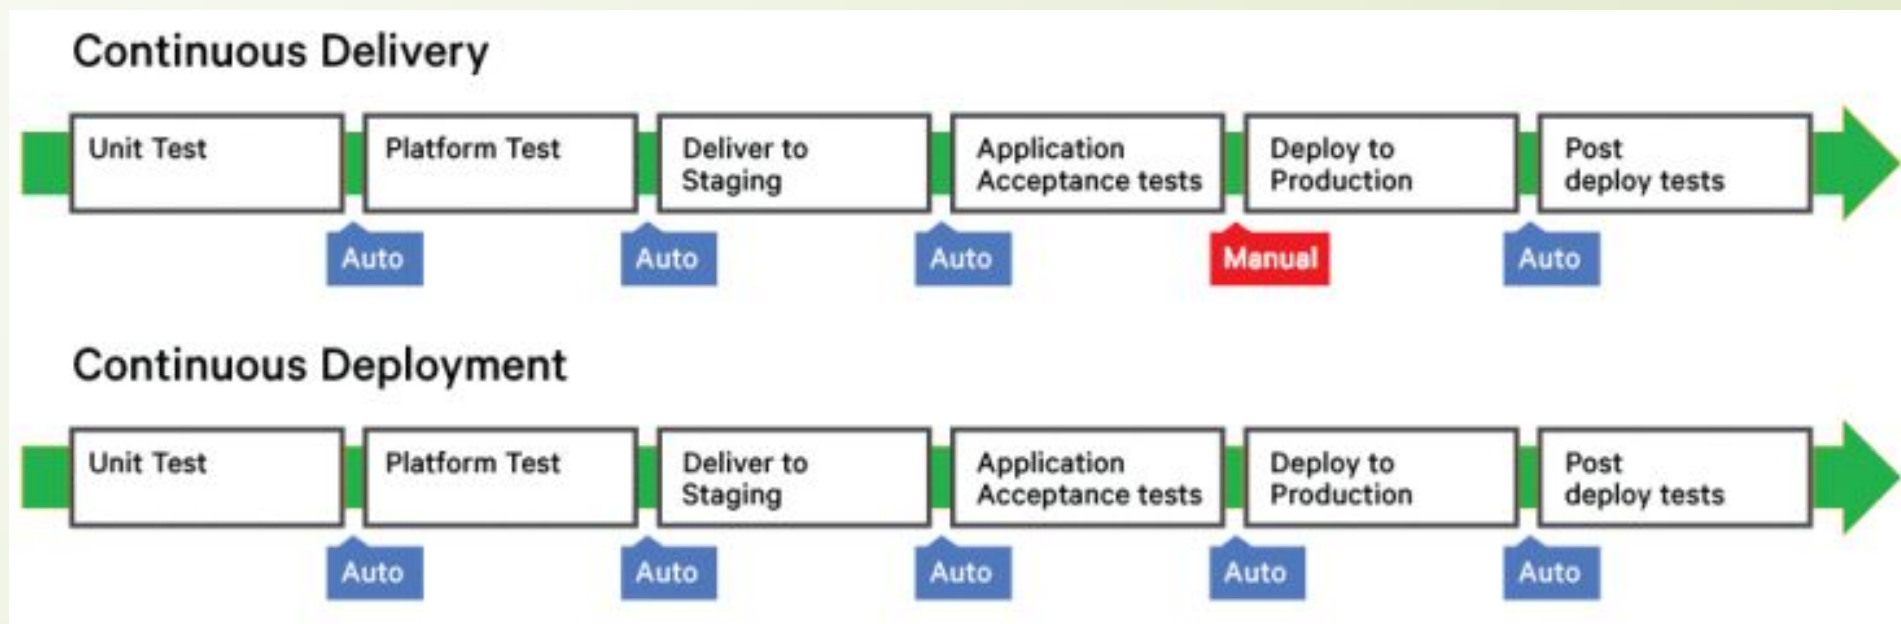 Continuous Delivery
Unit Test
Platform Test
Deliver to
Staging
Application
Acceptance tests
Deploy to
Production
Post
deploy tests
Auto
Auto
Auto
Manual
Auto
Continuous Deployment
Unit Test
Platform Test
Deliver to
Staging
Application
Acceptance tests
Deploy to
Production
Post
deploy tests
Auto
Auto
Auto
Auto
Auto